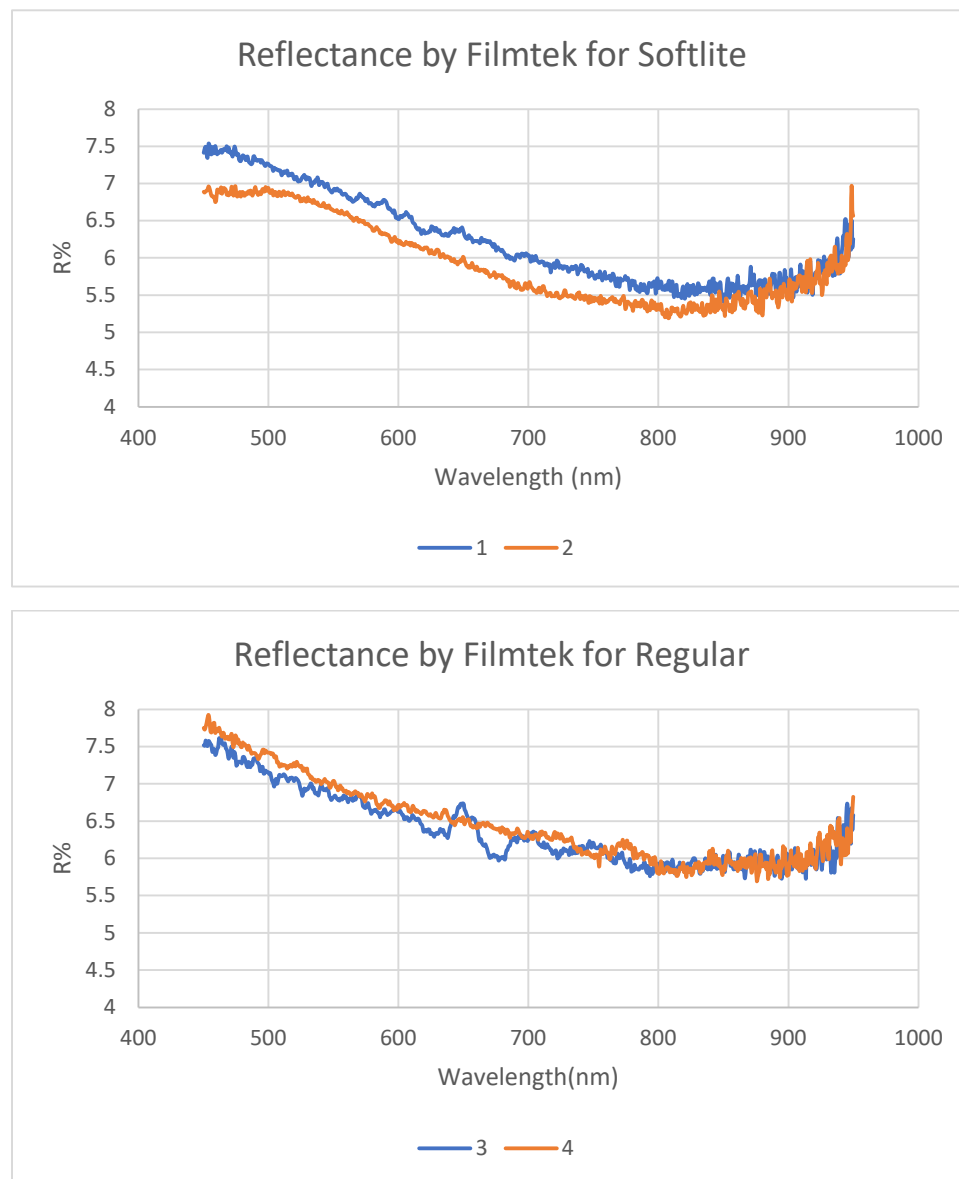 Reflectance by Filmtek for Softlite
8
7.5
7
6.5
6
5.5
5
4.5
4
R%
400 500 600 700 800 900 1000
Wavelength (nm)
1 2
Reflectance by Filmtek for Regular
8
7.5
7
6.5
6
5.5
5
4.5
4
R%
400 500 600 700 800 900 1000
Wavelength(nm)
3 4